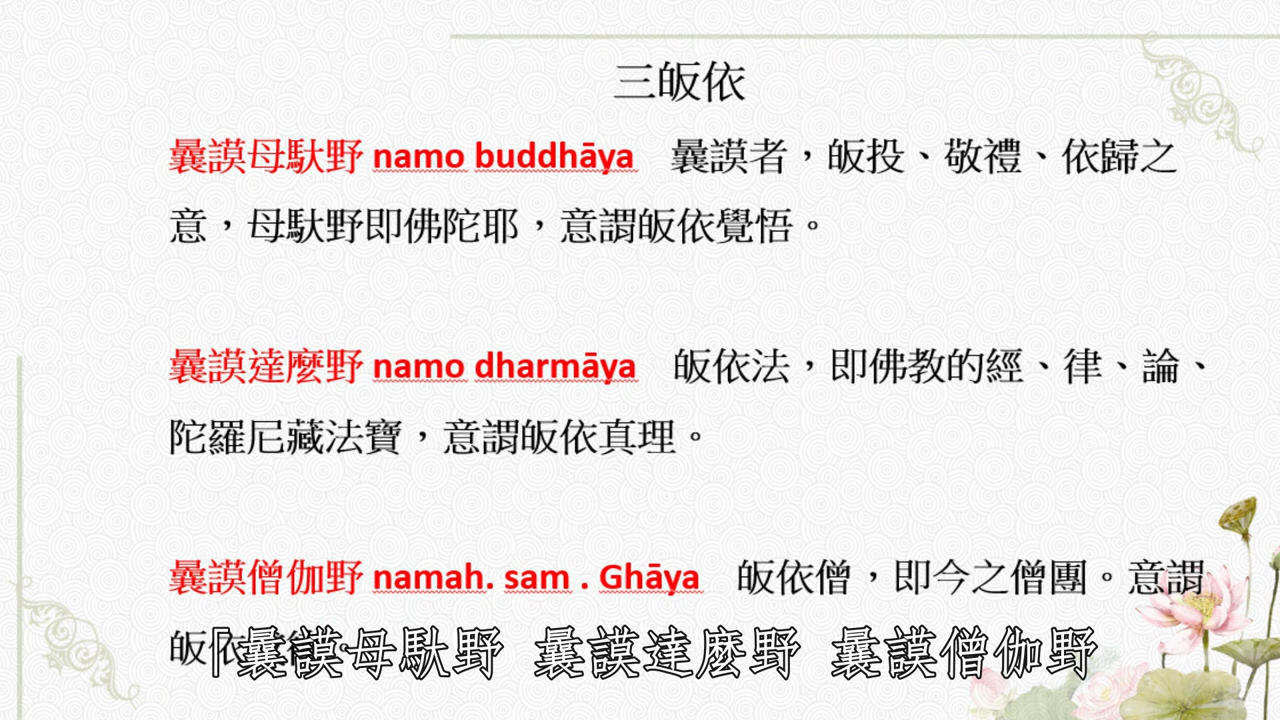 三皈依
曩謨母馱野 namo buddhāya 曩謨者，皈投、敬禮、依歸之
意，母馱野即佛陀耶，意謂皈依覺悟。
曩謨達麼野 namo dharmāya 皈依法，即佛教的經、律、論、
陀羅尼藏法寶，意謂皈依真理。
曩謨僧伽野 namah. sam . Ghāya 皈依僧，即今之僧團。意謂
皈依
「曩謨母馱野 曩謨達麼野 曩謨僧伽野